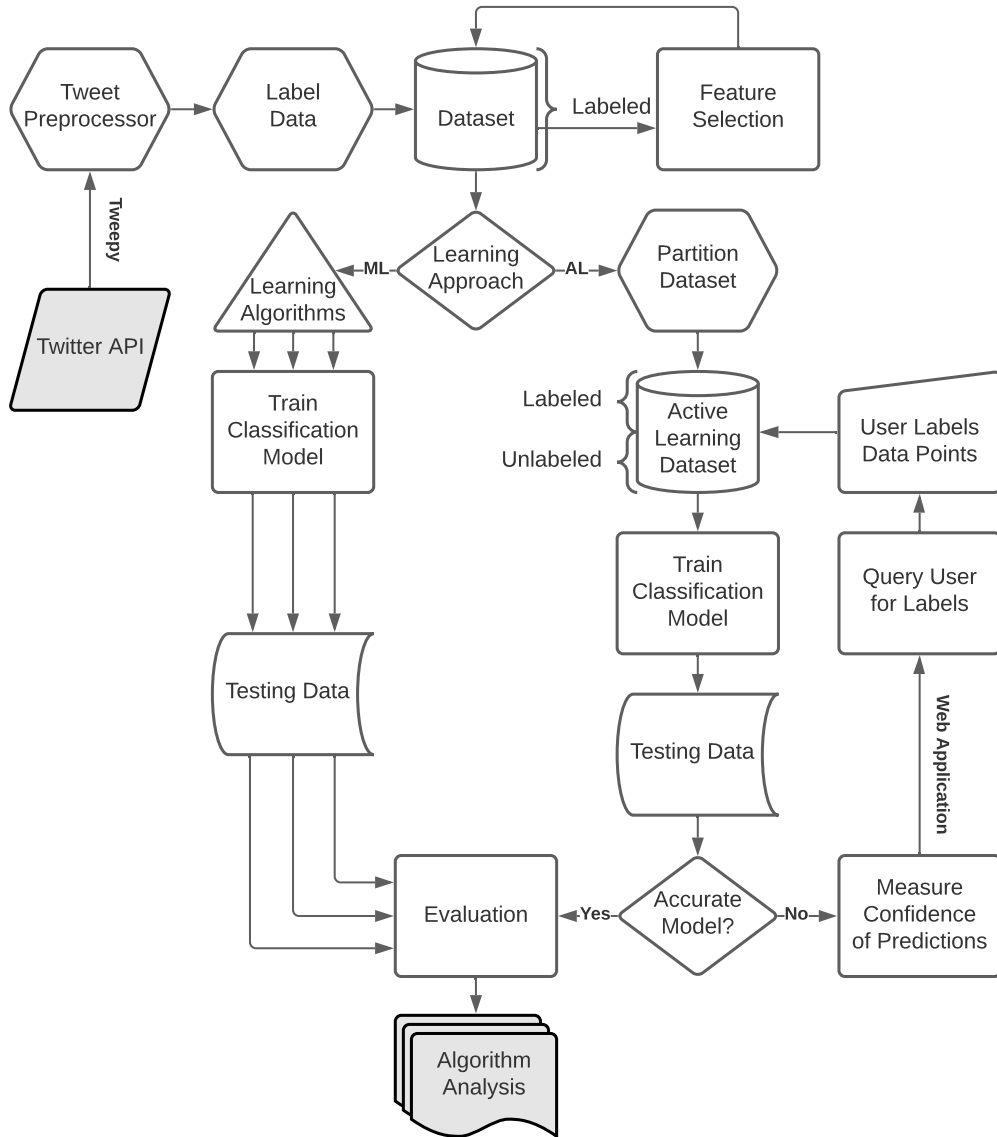 Tweet
Preprocessor
Label
Data
Dataset
Labeled
Feature
Selection
Tweepy
Twitter API
Learning
Approach
ML
AL
Learning
Algorithms
Partition
Dataset
Train
Classification
Model
Labeled
Unlabeled
Active
Learning
Dataset
User Labels
Data Points
Train
Classification
Model
Query User
for Labels
Testing Data
Testing Data
Web Application
Evaluation
Yes
Accurate
Model?
No
Measure
Confidence
of Predictions
Algorithm
Analysis